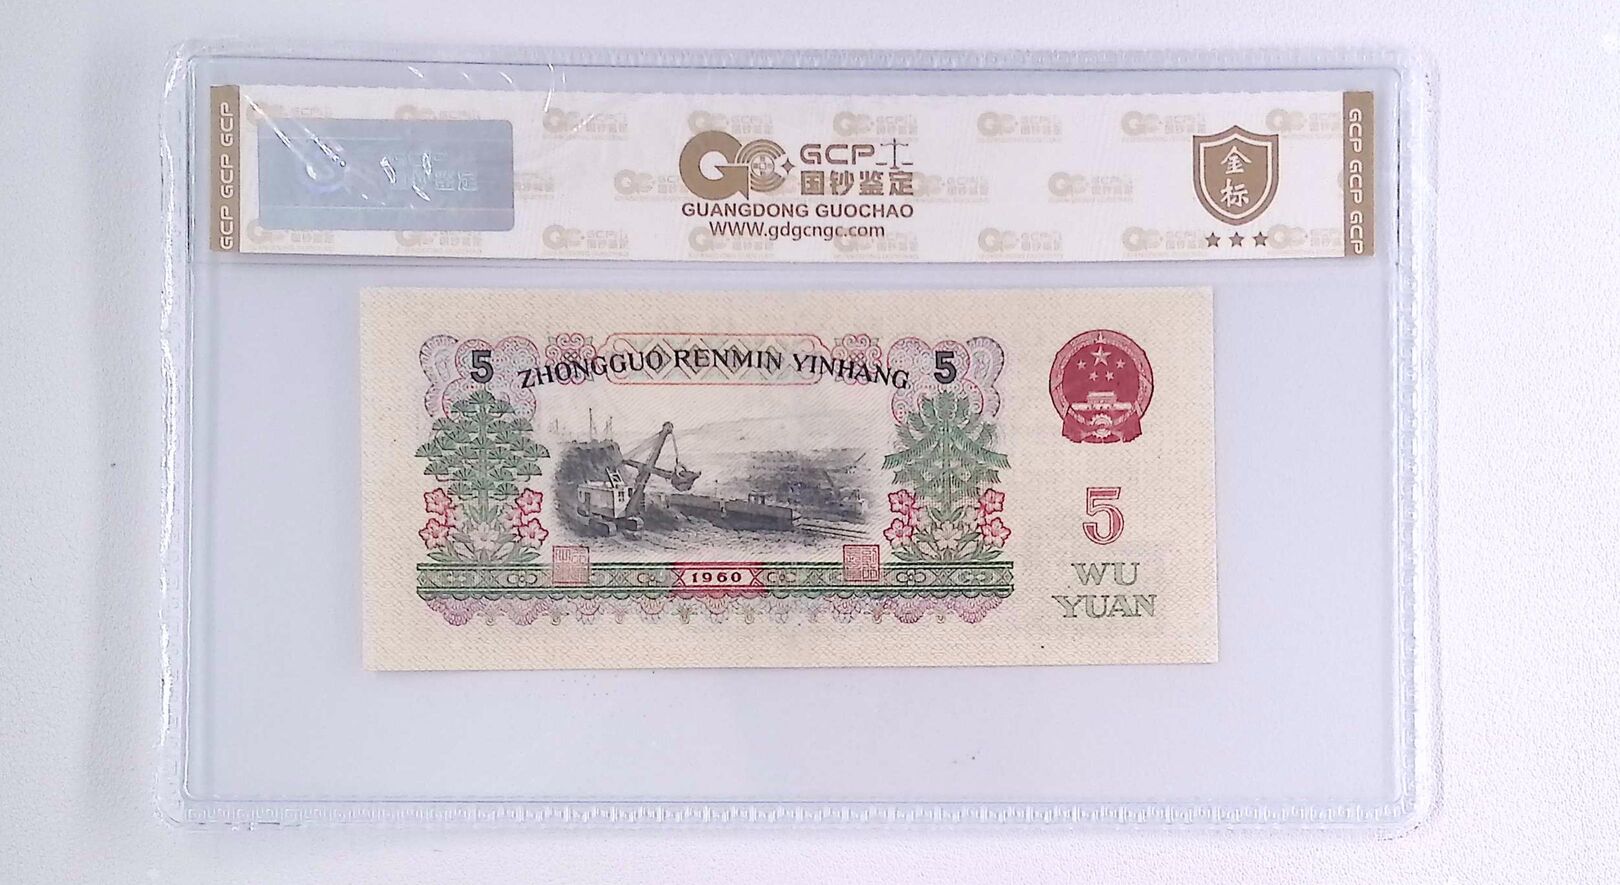 GCP GCP GCP
GCP
国钞鉴定
GUANGDONG GUOCHAO
WWW.gdgcngc.com
金
标
GCP GCP GCP
5 ZHONGGUO RENMIN YINHANG 5
5
1960
WU
YUAN